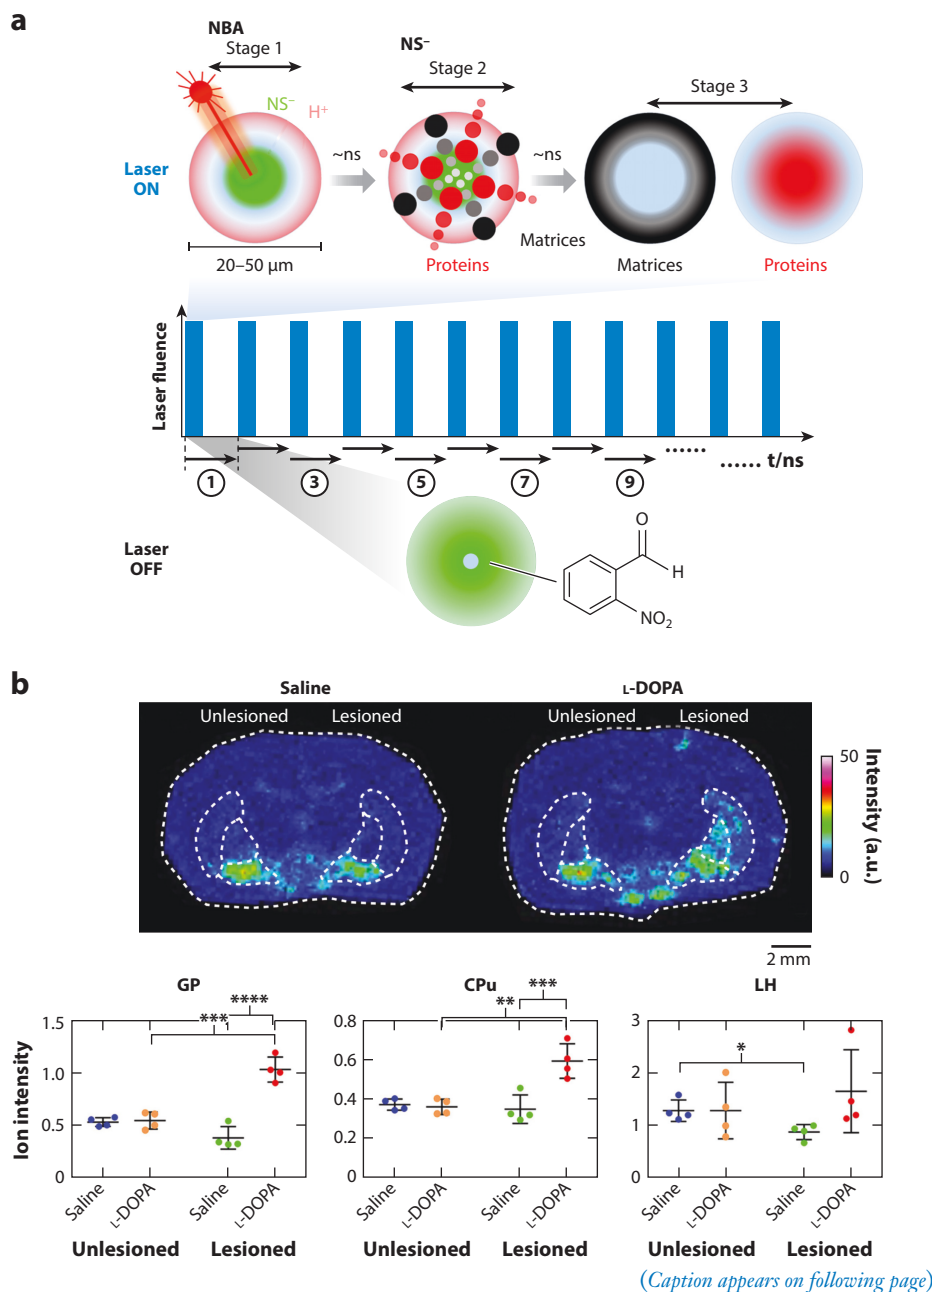 a
NBA
Stage 1
NS⁻
H⁺
NS⁻
Stage 2
Stage 3
Laser
ON
~ns
~ns
Matrices
20–50 µm
Proteins
Matrices
Proteins
Laser fluence
...... 
...... t/ns
1
3
5
7
9
Laser
OFF
O
H
NO₂
b
Saline
L-DOPA
Unlesioned
Lesioned
Unlesioned
Lesioned
50
0
Intensity (a.u.)
2 mm
GP
****
***
1.5
1.0
0.5
0
Ion intensity
Saline
L-DOPA
Saline
L-DOPA
Unlesioned
Lesioned
CPu
***
**
0.8
0.6
0.4
0.2
0
Saline
L-DOPA
Saline
L-DOPA
Unlesioned
Lesioned
LH
*
3
2
1
0
Saline
L-DOPA
Saline
L-DOPA
Unlesioned
Lesioned
(Caption appears on following page)